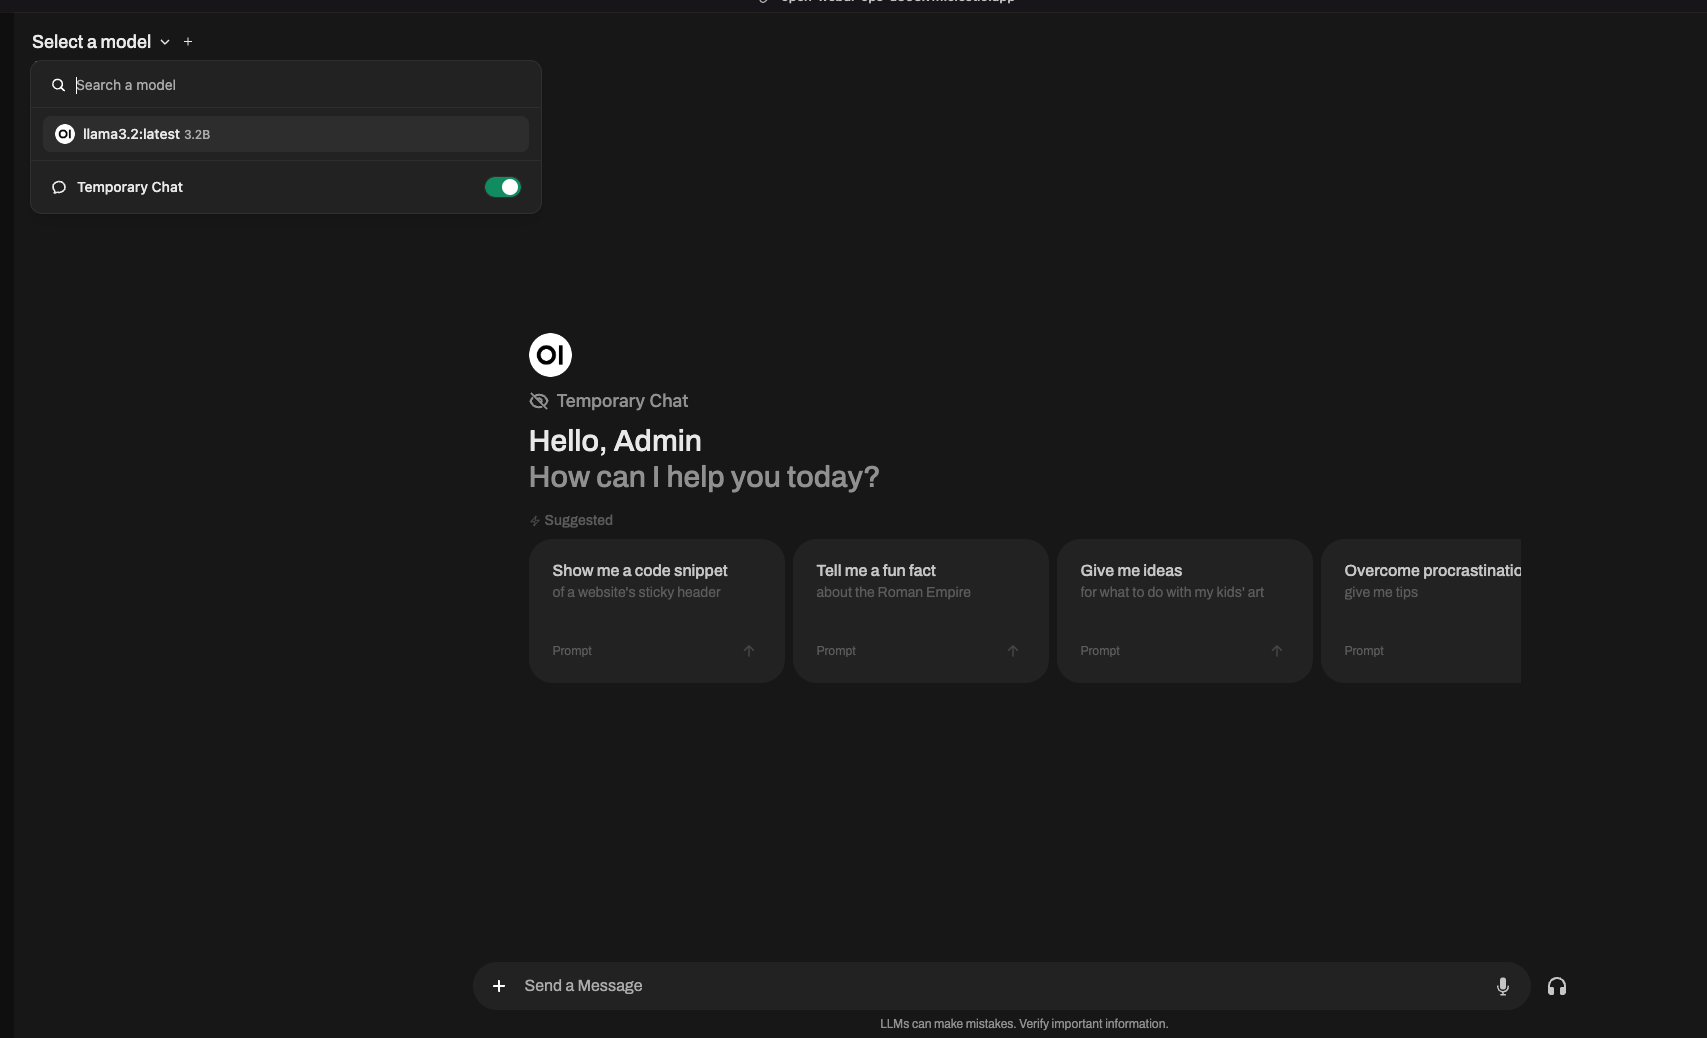 Select a model
Search a model
OI llama3.2:latest 3.2B
Temporary Chat
OI
Temporary Chat
Hello, Admin
How can I help you today?
Suggested
Show me a code snippet
of a website's sticky header
Prompt
Tell me a fun fact
about the Roman Empire
Prompt
Give me ideas
for what to do with my kids' art
Prompt
Overcome procrastinatio
give me tips
Prompt
Send a Message
LLMs can make mistakes. Verify important information.